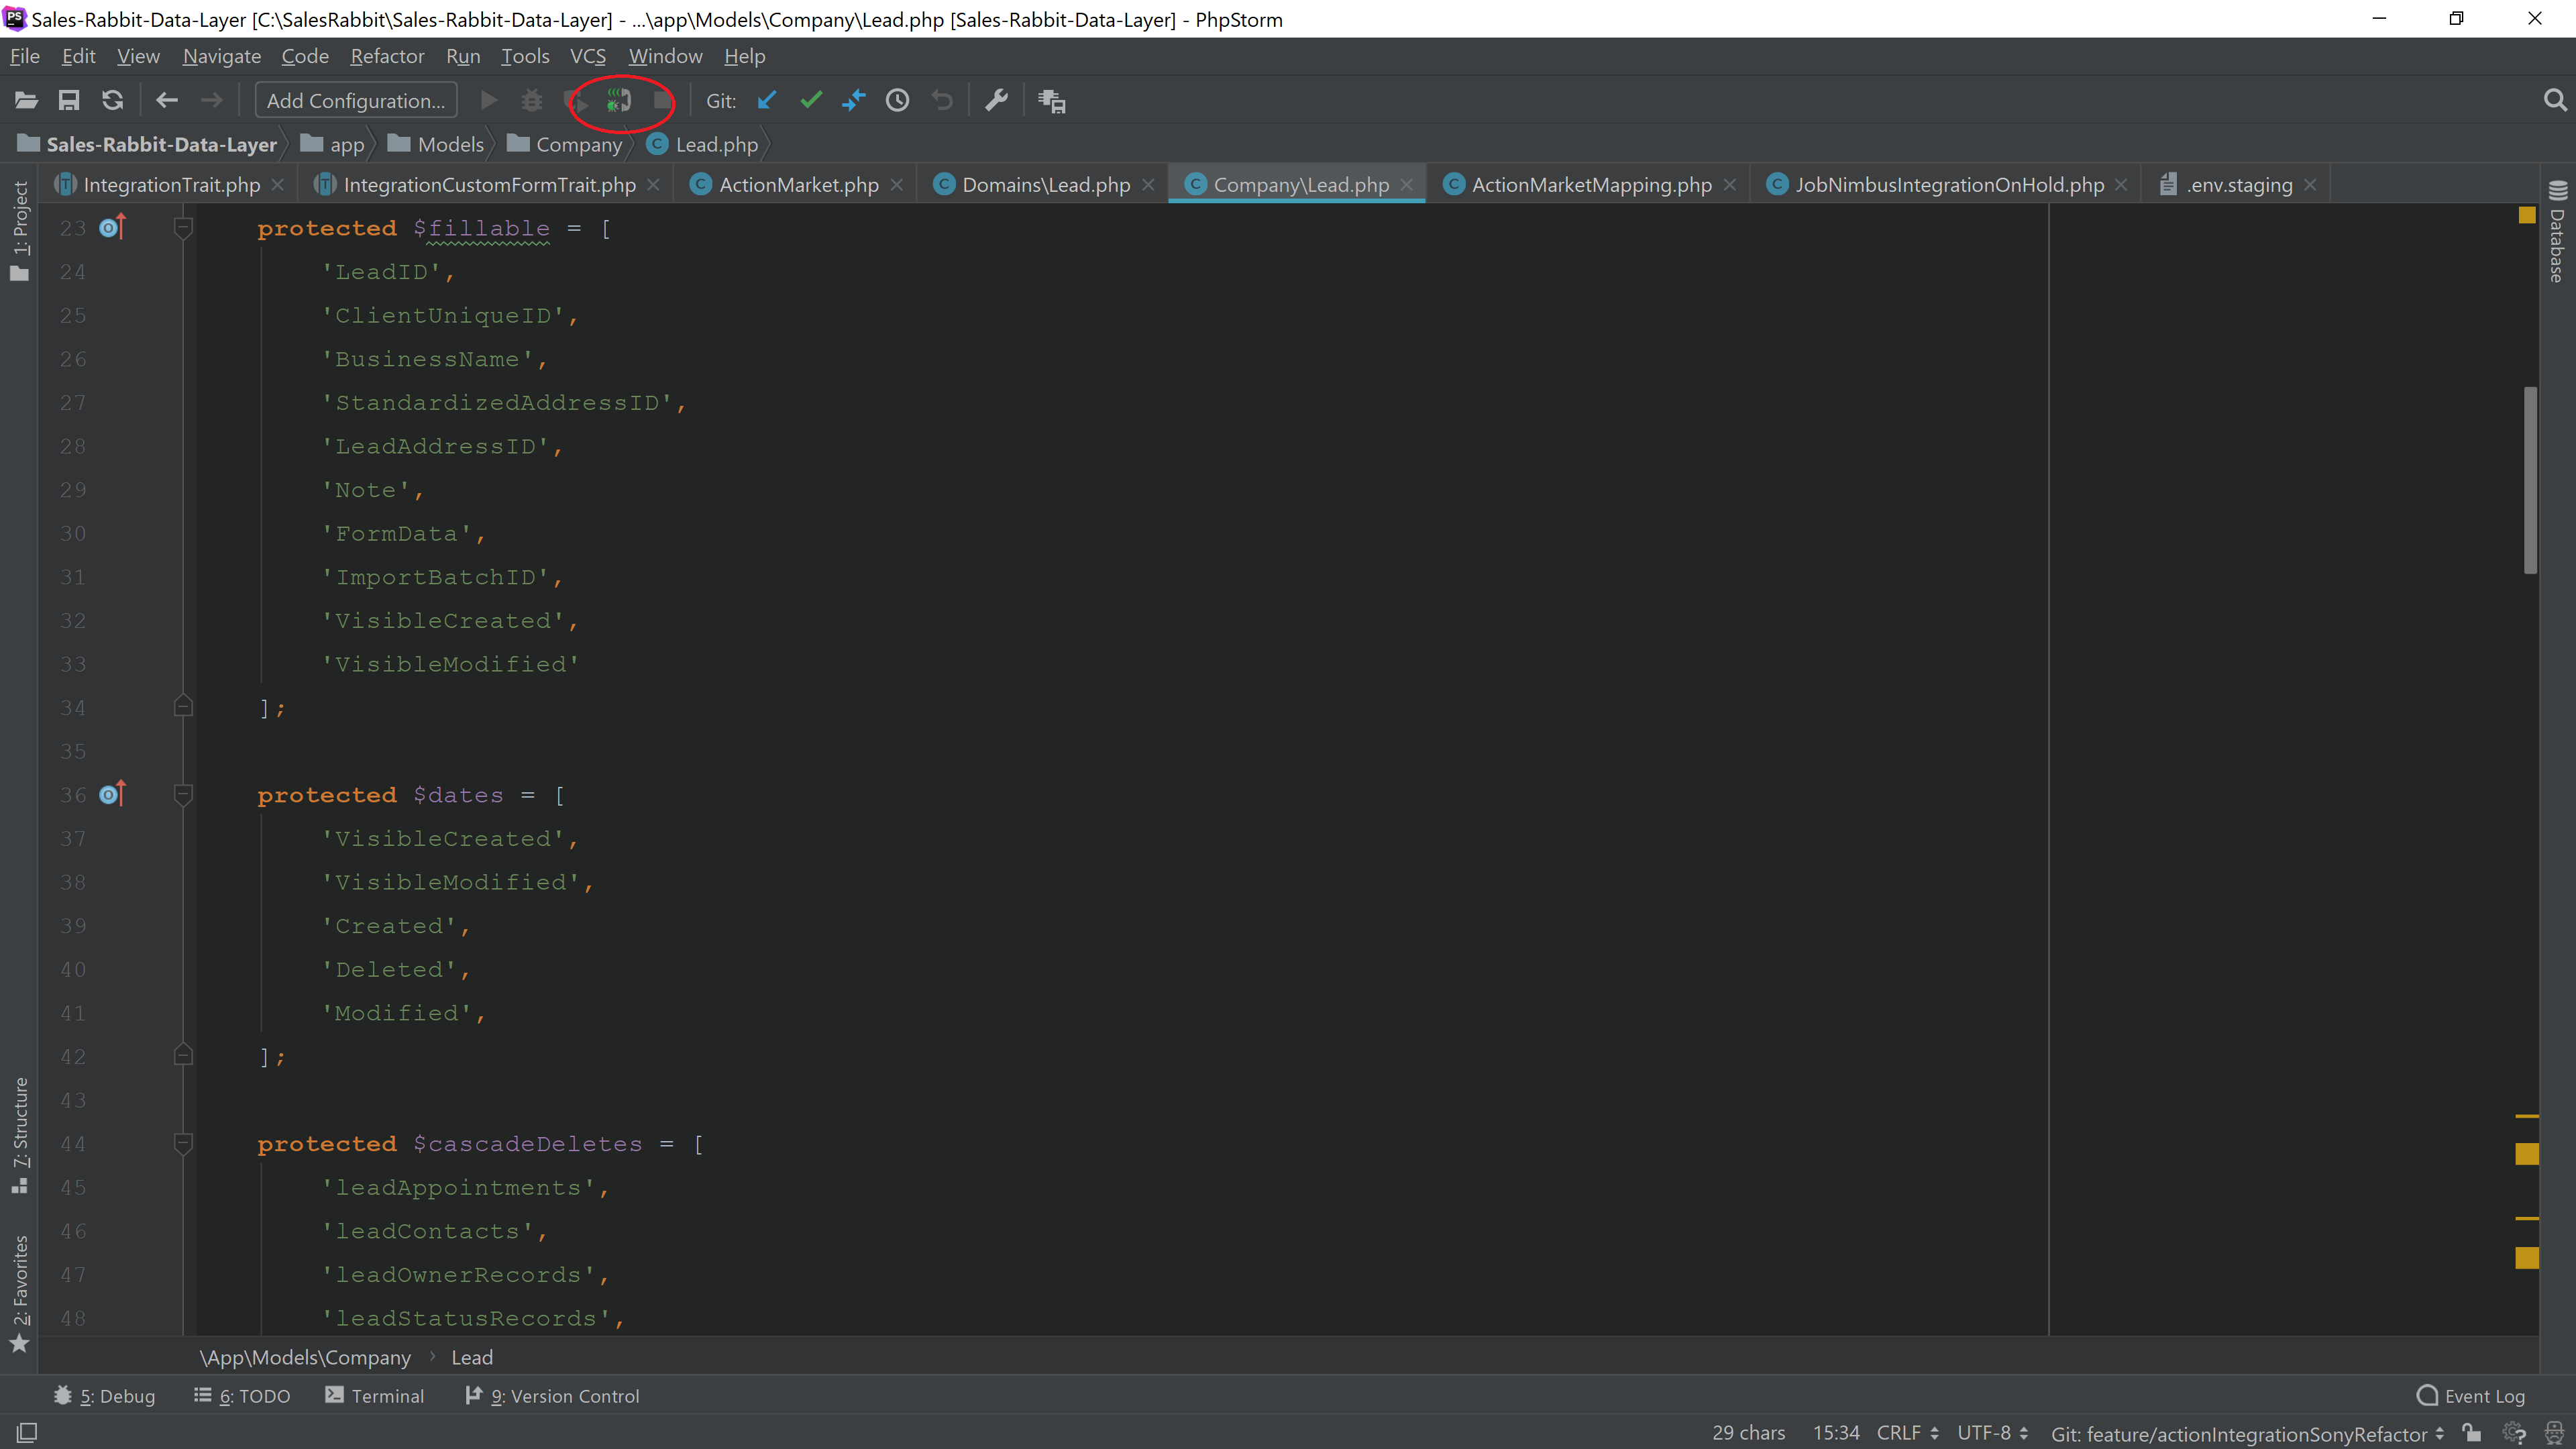 PS Sales-Rabbit-Data-Layer [C:\SalesRabbit\Sales-Rabbit-Data-Layer] - ...\app\Models\Company\Lead.php [Sales-Rabbit-Data-Layer] - PhpStorm
File Edit View Navigate Code Refactor Run Tools VCS Window Help
Add Configuration... Git:
Sales-Rabbit-Data-Layer app Models Company C Lead.php
T IntegrationTrait.php T IntegrationCustomFormTrait.php C ActionMarket.php C Domains\Lead.php C Company\Lead.php C ActionMarketMapping.php C JobNimbusIntegrationOnHold.php .env.staging
1: Project
7: Structure
2: Favorites
23 protected $fillable = [
24 'LeadID',
25 'ClientUniqueID',
26 'BusinessName',
27 'StandardizedAddressID',
28 'LeadAddressID',
29 'Note',
30 'FormData',
31 'ImportBatchID',
32 'VisibleCreated',
33 'VisibleModified'
34 ];
35
36 protected $dates = [
37 'VisibleCreated',
38 'VisibleModified',
39 'Created',
40 'Deleted',
41 'Modified',
42 ];
43
44 protected $cascadeDeletes = [
45 'leadAppointments',
46 'leadContacts',
47 'leadOwnerRecords',
48 'leadStatusRecords',
Database
\App\Models\Company › Lead
5: Debug 6: TODO Terminal 9: Version Control Event Log
29 chars 15:34 CRLF UTF-8 Git: feature/actionIntegrationSonyRefactor